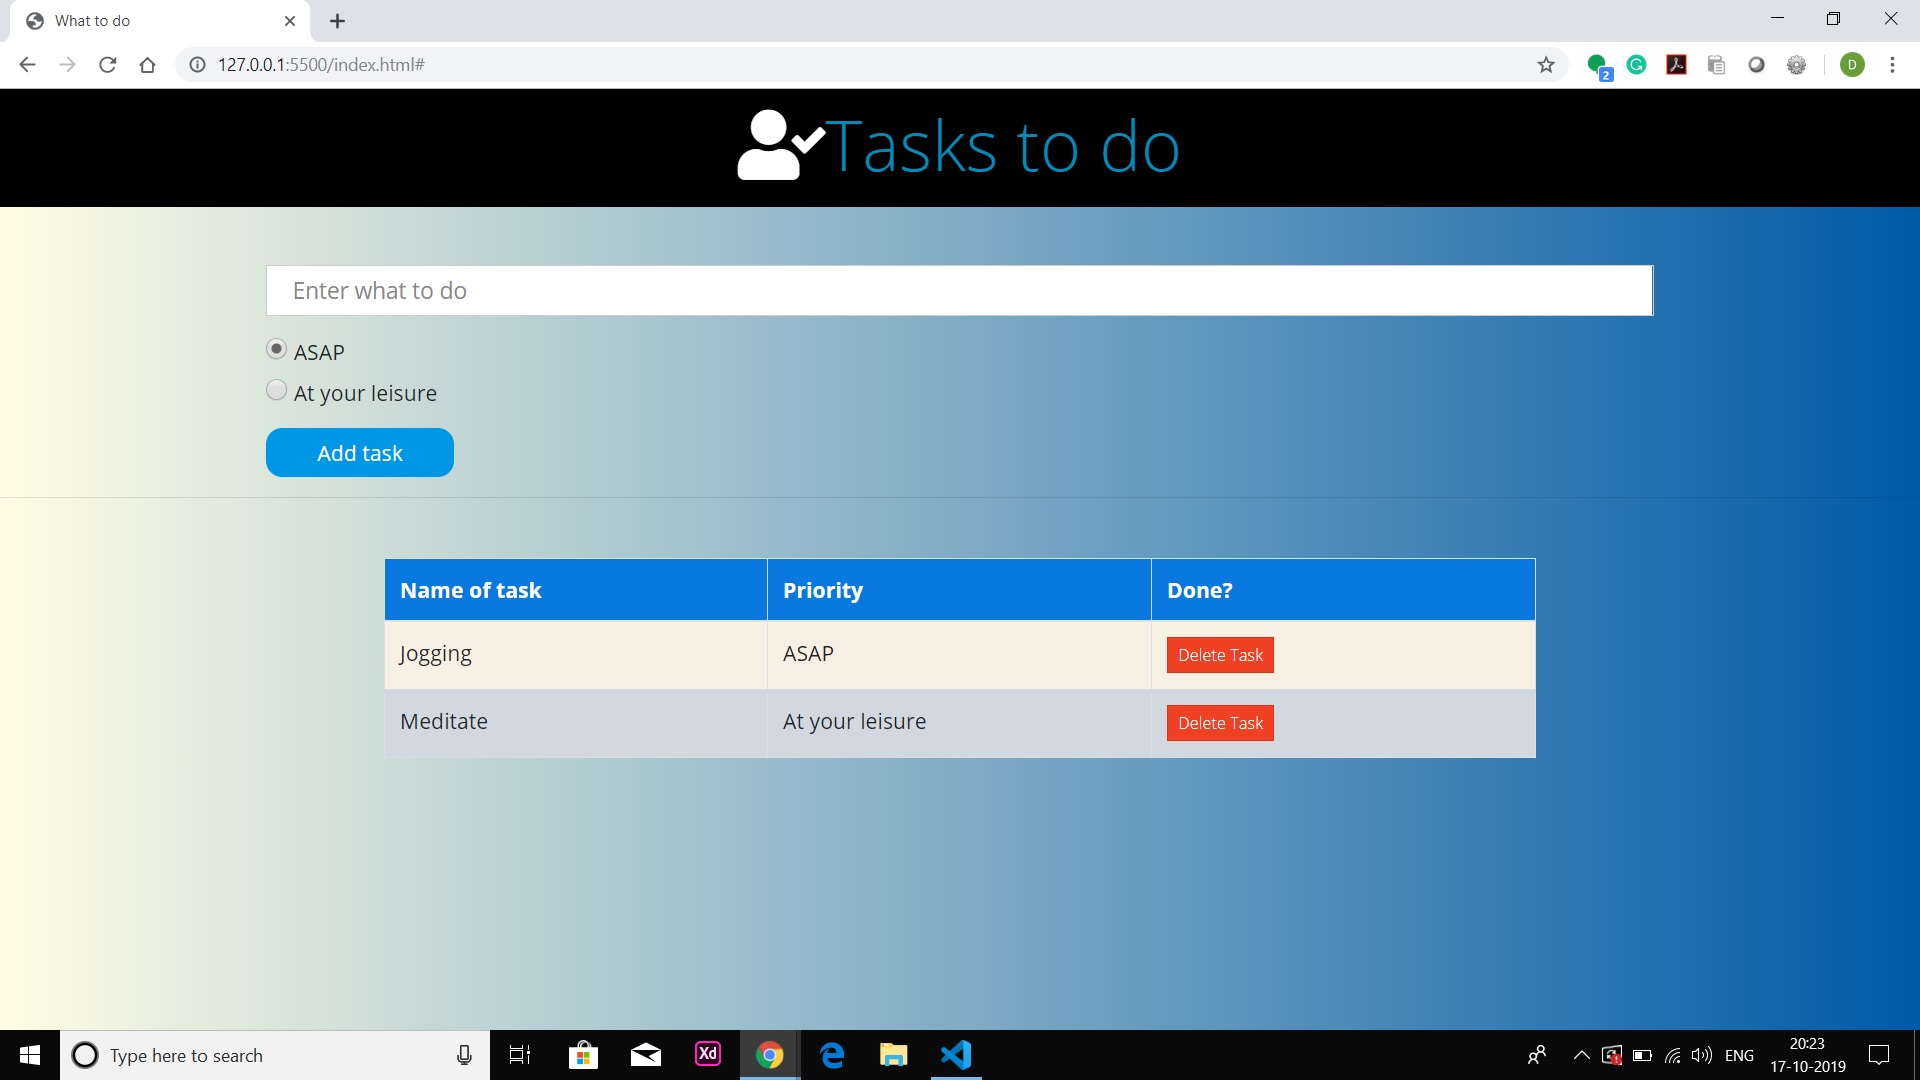 What to do
127.0.0.1:5500/index.html#
2
G
D
Tasks to do
Enter what to do
ASAP
At your leisure
Add task
Name of task Priority Done?
Jogging ASAP Delete Task
Meditate At your leisure Delete Task
Type here to search
Xd
ENG
20:23
17-10-2019